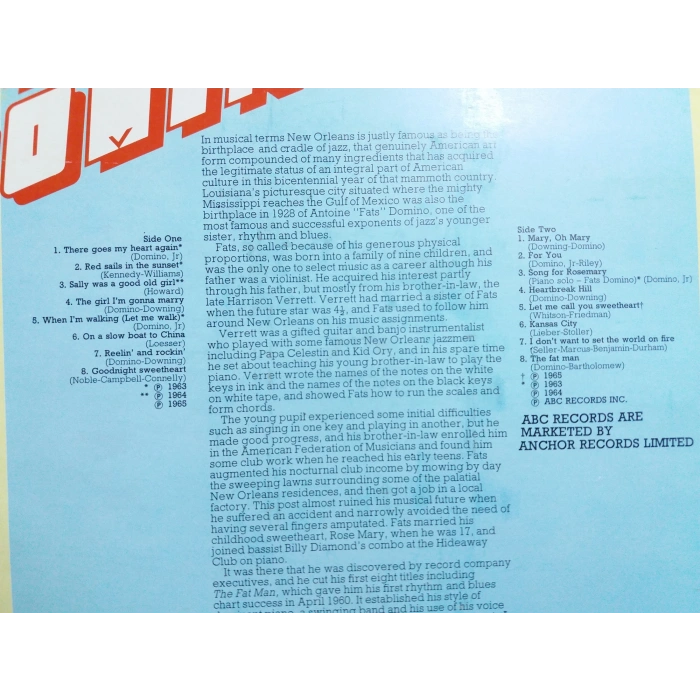 In musical terms New Orleans is justly famous as being the
birthplace and cradle of jazz, that genuinely American art
form compounded of many ingredients that has acquired
the legitimate status of an integral part of American
culture in this bicentennial year of that mammoth country.
Louisiana's picturesque city situated where the mighty
Mississippi reaches the Gulf of Mexico was also the
birthplace in 1928 of Antoine "Fats" Domino, one of the
most famous and successful exponents of jazz's younger
sister, rhythm and blues.
Fats, so called because of his generous physical
proportions, was born into a family of nine children, and
was the only one to select music as a career although his
father was a violinist. He acquired his interest partly
through his father, but mostly from his brother-in-law, the
late Harrison Verrett. Verrett had married a sister of Fats
when the future star was 4½, and Fats used to follow him
around New Orleans on his music assignments.
Verrett was a gifted guitar and banjo instrumentalist
who played with some famous New Orleans jazzmen
including Papa Celestin and Kid Ory, and in his spare time
he set about teaching his young brother-in-law to play the
piano. Verrett wrote the names of the notes on the white
keys in ink and the names of the notes on the black keys
on white tape, and showed Fats how to run the scales and
form chords.
The young pupil experienced some initial difficulties
such as singing in one key and playing in another, but he
made good progress, and his brother-in-law enrolled him
in the American Federation of Musicians and found him
some club work when he reached his early teens. Fats
augmented his nocturnal club income by mowing by day
the sweeping lawns surrounding some of the palatial
New Orleans residences, and then got a job in a local
factory. This post almost ruined his musical future when
he suffered an accident and narrowly avoided the need of
having several fingers amputated. Fats married his
childhood sweetheart, Rose Mary, when he was 17, and
joined bassist Billy Diamond's combo at the Hideaway
Club on piano.
It was there that he was discovered by record company
executives, and he cut his first eight titles including
The Fat Man, which gave him his first rhythm and blues
chart success in April 1960. It established his style of
piano, a swinging band and his use of his voice
Side One
1. There goes my heart again*
(Domino, Jr)
2. Red sails in the sunset*
(Kennedy-Williams)
3. Sally was a good old girl**
(Howard)
4. The girl I'm gonna marry
(Domino-Downing)
5. When I'm walking (Let me walk)*
(Domino, Jr)
6. On a slow boat to China
(Loesser)
7. Reelin' and rockin'
(Domino-Downing)
8. Goodnight sweetheart
(Noble-Campbell-Connelly)
* ℗ 1963
** ℗ 1964
℗ 1965
Side Two
1. Mary, Oh Mary
(Downing-Domino)
2. For You
(Domino, Jr-Riley)
3. Song for Rosemary
(Piano solo – Fats Domino)* (Domino, Jr)
4. Heartbreak Hill
(Domino-Downing)
5. Let me call you sweetheart†
(Whitson-Friedman)
6. Kansas City
(Lieber-Stoller)
7. I don't want to set the world on fire
(Seller-Marcus-Benjamin-Durham)
8. The fat man
(Domino-Bartholomew)
† ℗ 1965
* ℗ 1963
℗ 1964
℗ ABC RECORDS INC.
ABC RECORDS ARE
MARKETED BY
ANCHOR RECORDS LIMITED